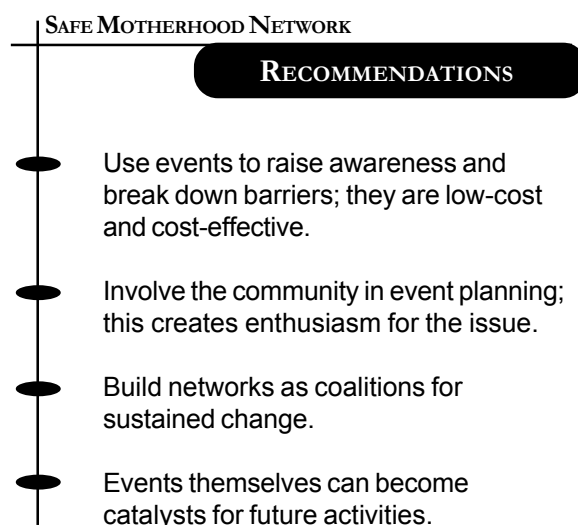 SAFE MOTHERHOOD NETWORK
RECOMMENDATIONS
Use events to raise awareness and
break down barriers; they are low-cost
and cost-effective.
Involve the community in event planning;
this creates enthusiasm for the issue.
Build networks as coalitions for
sustained change.
Events themselves can become
catalysts for future activities.